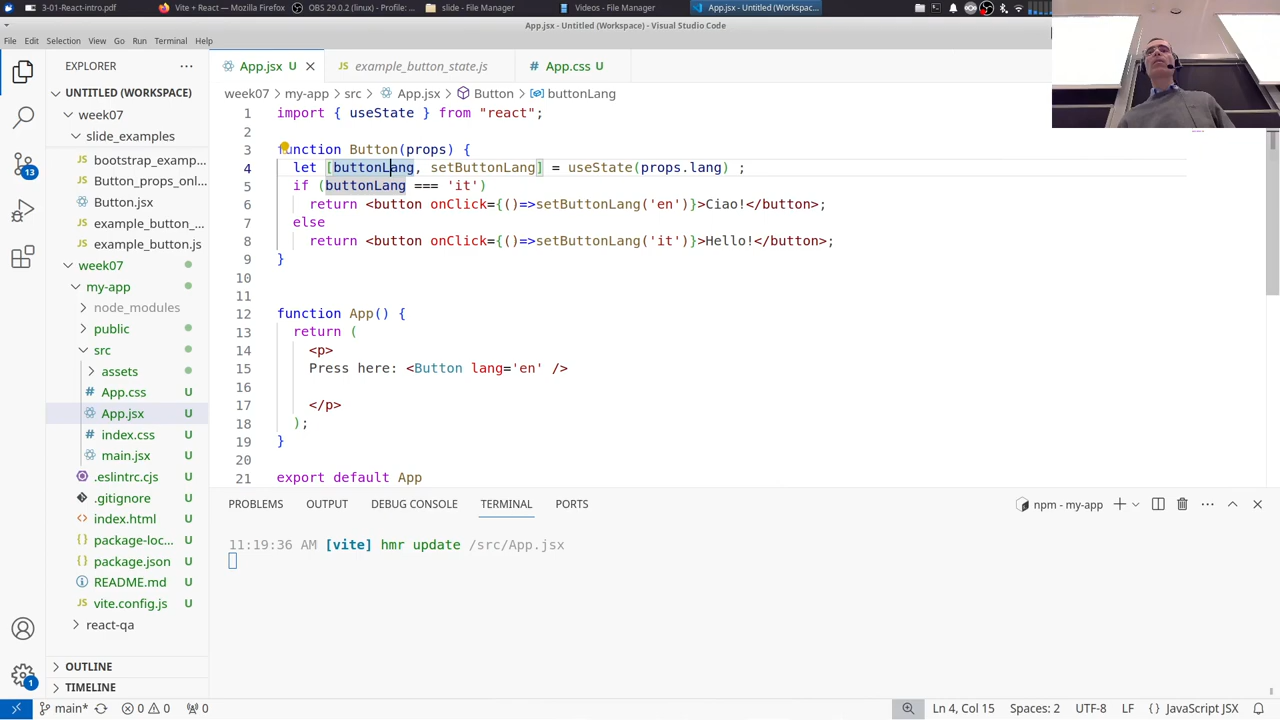 3-01-React-intro.pdf
Vite + React — Mozilla Firefox
OBS 29.0.2 (linux) - Profile: ...
slide - File Manager
Videos - File Manager
App.jsx - Untitled (Workspac...
App.jsx - Untitled (Workspace) - Visual Studio Code
File Edit Selection View Go Run Terminal Help
EXPLORER ...
App.jsx U
example_button_state.js
App.css U
week07 > my-app > src > App.jsx > Button > buttonLang
UNTITLED (WORKSPACE)
week07
slide_examples
bootstrap_examp...
Button_props_onl...
Button.jsx
example_button_...
example_button.js
week07
my-app
node_modules
public
src
assets
App.css U
App.jsx U
index.css U
main.jsx U
.eslintrc.cjs U
.gitignore U
index.html U
package-loc... U
package.json U
README.md U
vite.config.js U
react-qa
OUTLINE
TIMELINE
13
1
1 import { useState } from "react";
2
3 function Button(props) {
4 let [buttonLang, setButtonLang] = useState(props.lang) ;
5 if (buttonLang === 'it')
6 return <button onClick={()=>setButtonLang('en')}>Ciao!</button>;
7 else
8 return <button onClick={()=>setButtonLang('it')}>Hello!</button>;
9 }
10
11
12 function App() {
13 return (
14 <p>
15 Press here: <Button lang='en' />
16
17 </p>
18 );
19 }
20
21 export default App
PROBLEMS OUTPUT DEBUG CONSOLE TERMINAL PORTS
npm - my-app
11:19:36 AM [vite] hmr update /src/App.jsx
main* 0 0 0
Ln 4, Col 15 Spaces: 2 UTF-8 LF {} JavaScript JSX